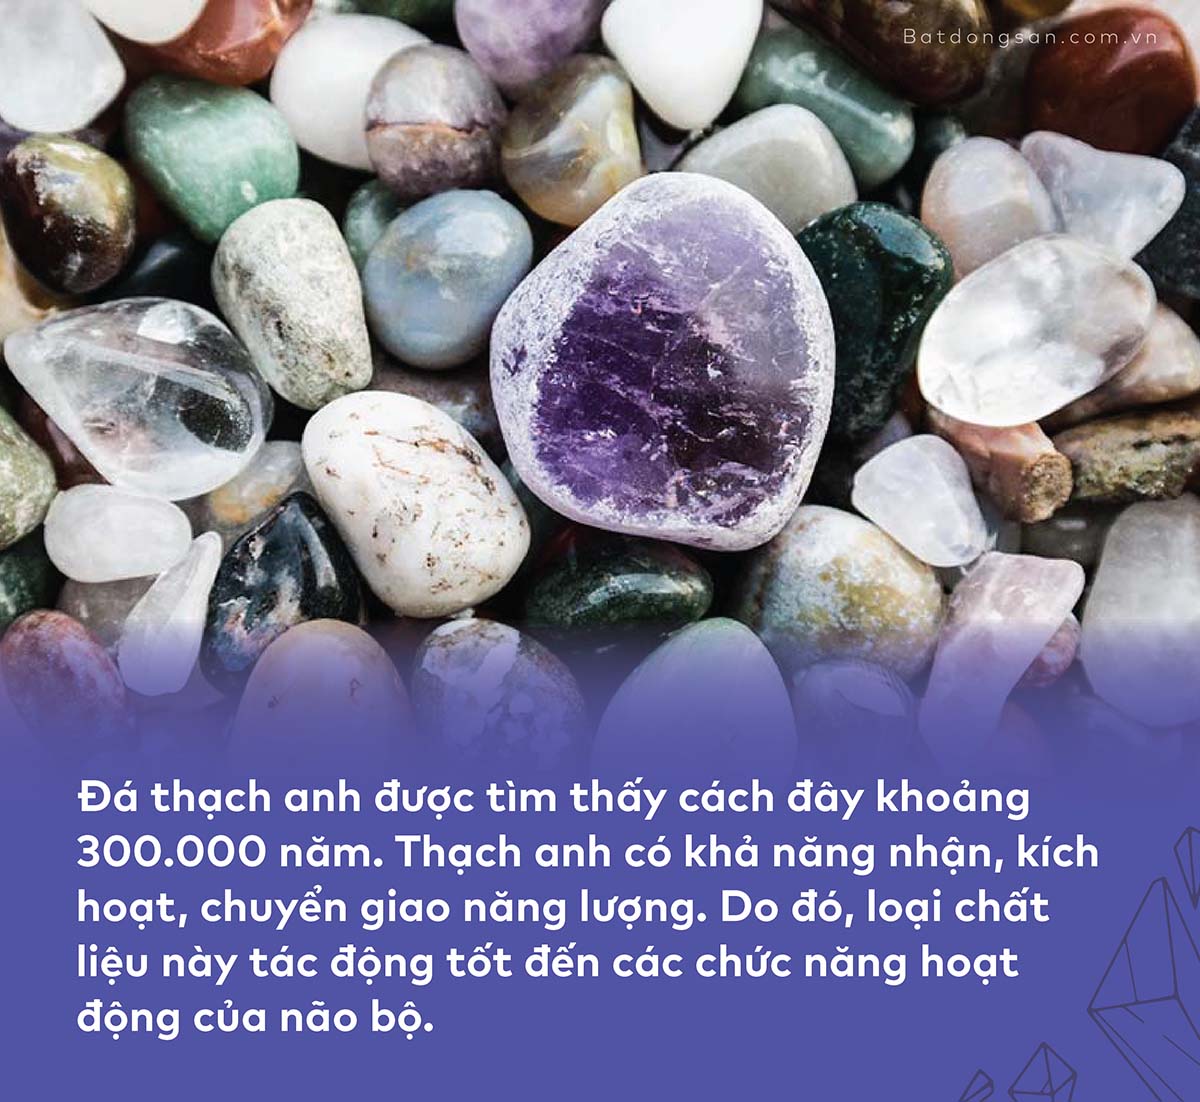 Batdongsan.com.vn
Đá thạch anh được tìm thấy cách đây khoảng
300.000 năm. Thạch anh có khả năng nhận, kích
hoạt, chuyển giao năng lượng. Do đó, loại chất
liệu này tác động tốt đến các chức năng hoạt
động của não bộ.